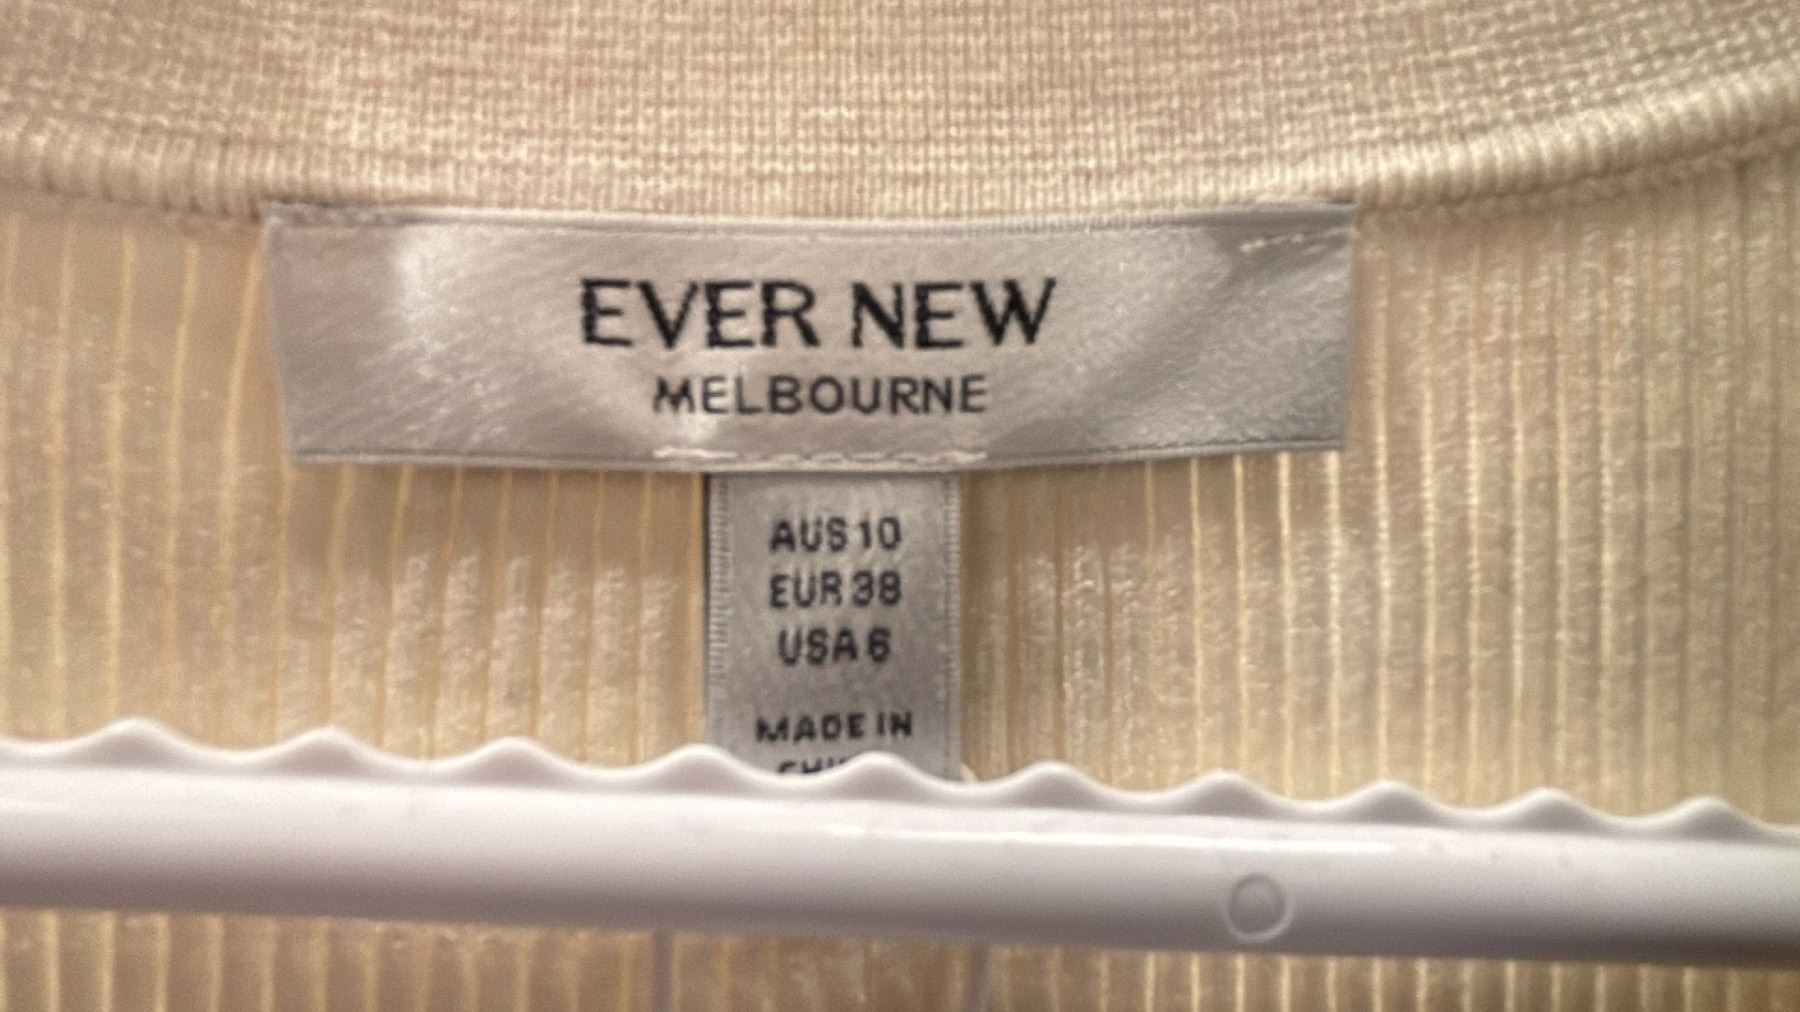 EVER NEW
MELBOURNE
AUS 10
EUR 38
USA 6
MADE IN